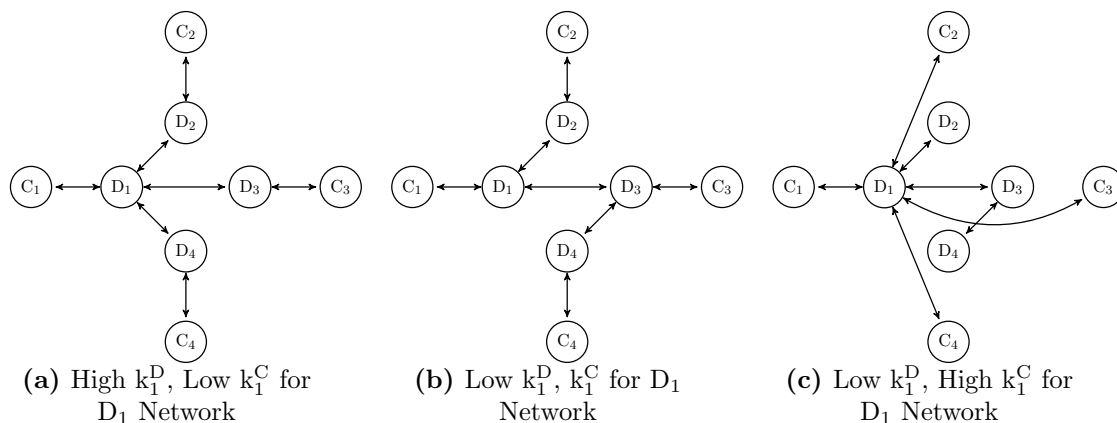 C₂
D₂
C₁ D₁ D₃ C₃
D₄
C₄
(a) High k₁ᴰ, Low k₁ᶜ for
D₁ Network
C₂
D₂
C₁ D₁ D₃ C₃
D₄
C₄
(b) Low k₁ᴰ, k₁ᶜ for D₁
Network
C₂
D₂
C₁ D₁ D₃ C₃
D₄
C₄
(c) Low k₁ᴰ, High k₁ᶜ for
D₁ Network